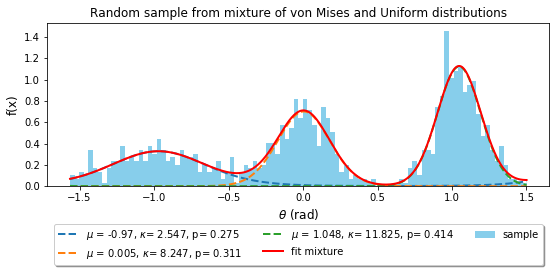 Random sample from mixture of von Mises and Uniform distributions
f(x)
1.4
1.2
1.0
0.8
0.6
0.4
0.2
0.0
−1.5 −1.0 −0.5 0.0 0.5 1.0 1.5
θ (rad)
μ = -0.97, κ= 2.547, p= 0.275
μ = 0.005, κ= 8.247, p= 0.311
μ = 1.048, κ= 11.825, p= 0.414
fit mixture
sample